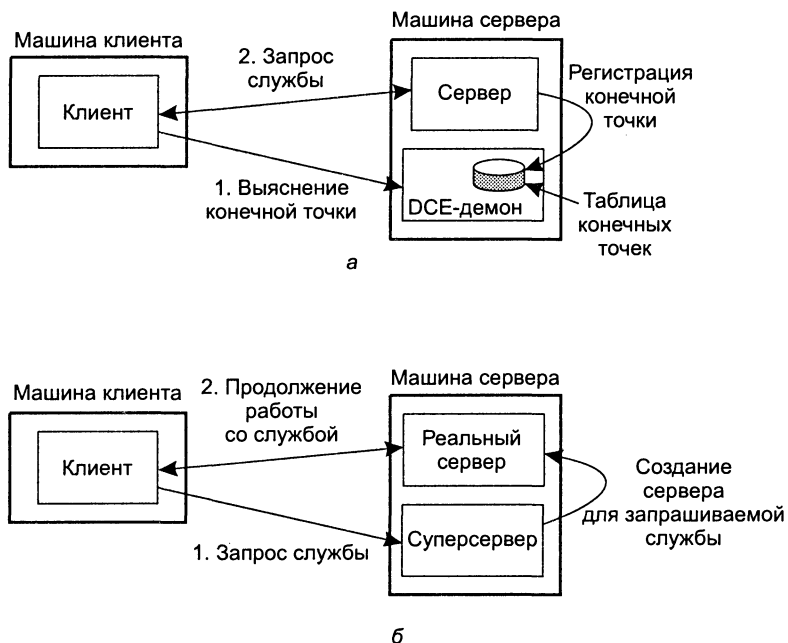 Машина клиента
Клиент
2. Запрос
службы
1. Выяснение
конечной точки
Машина сервера
Сервер
DCE-демон
Регистрация
конечной
точки
Таблица
конечных
точек
а
Машина клиента
Клиент
2. Продолжение
работы
со службой
1. Запрос службы
Машина сервера
Реальный
сервер
Суперсервер
Создание
сервера
для запрашиваемой
службы
б